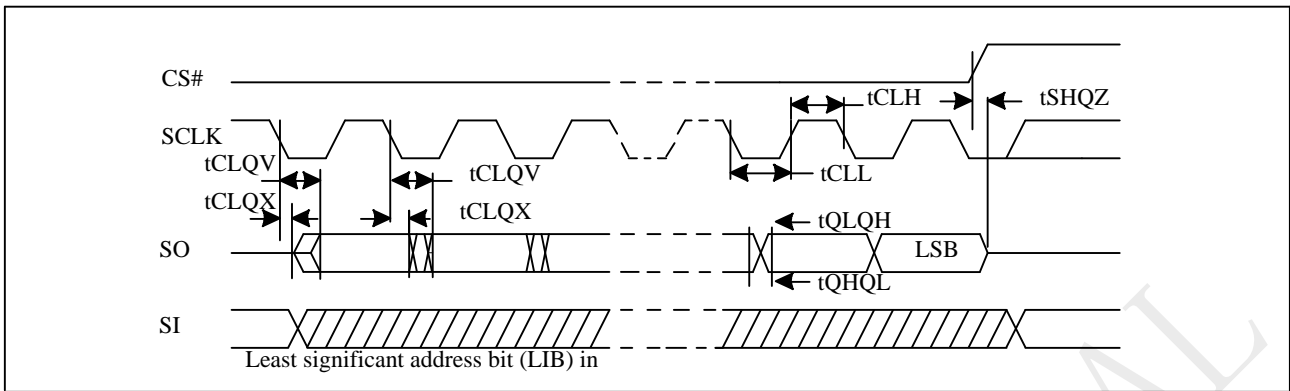 CS#
tCLH
tSHQZ
SCLK
tCLQV
tCLQV
tCLL
tCLQX
tCLQX
tQLQH
SO
LSB
tQHQL
SI
Least significant address bit (LIB) in